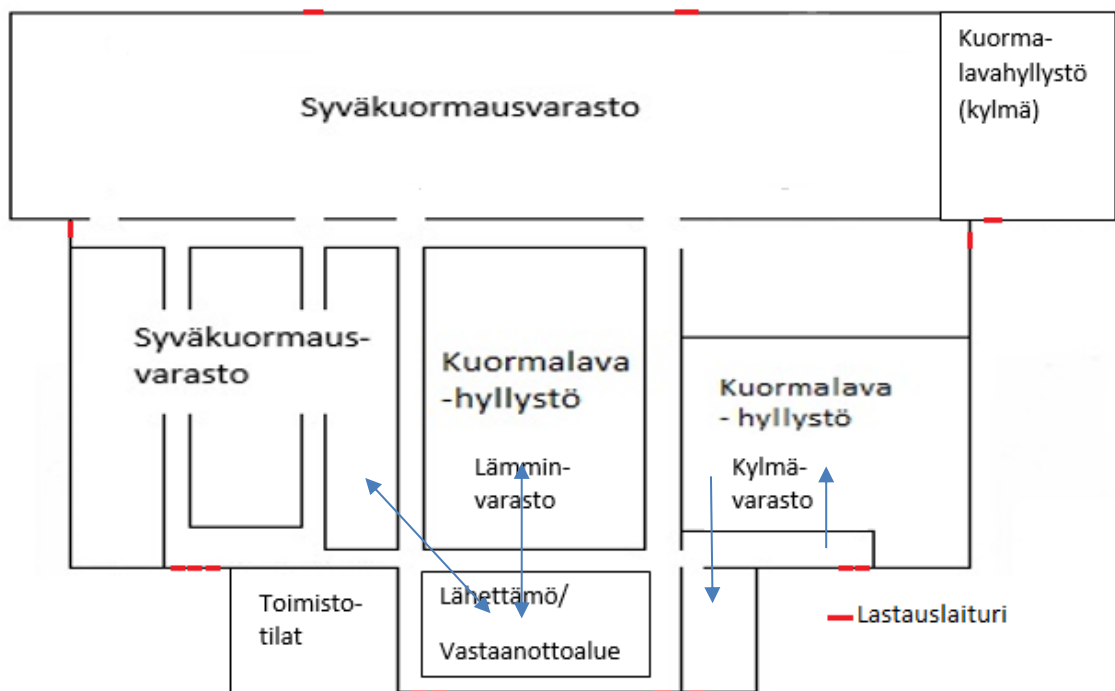 Syväkuormausvarasto
Kuorma-
lavahyllystö
(kylmä)
Syväkuormaus-
varasto
Kuormalava
-hyllystö
Lämmin-
varasto
Kuormalava
- hyllystö
Kylmä-
varasto
Toimisto-
tilat
Lähettämö/
Vastaanottoalue
Lastauslaituri